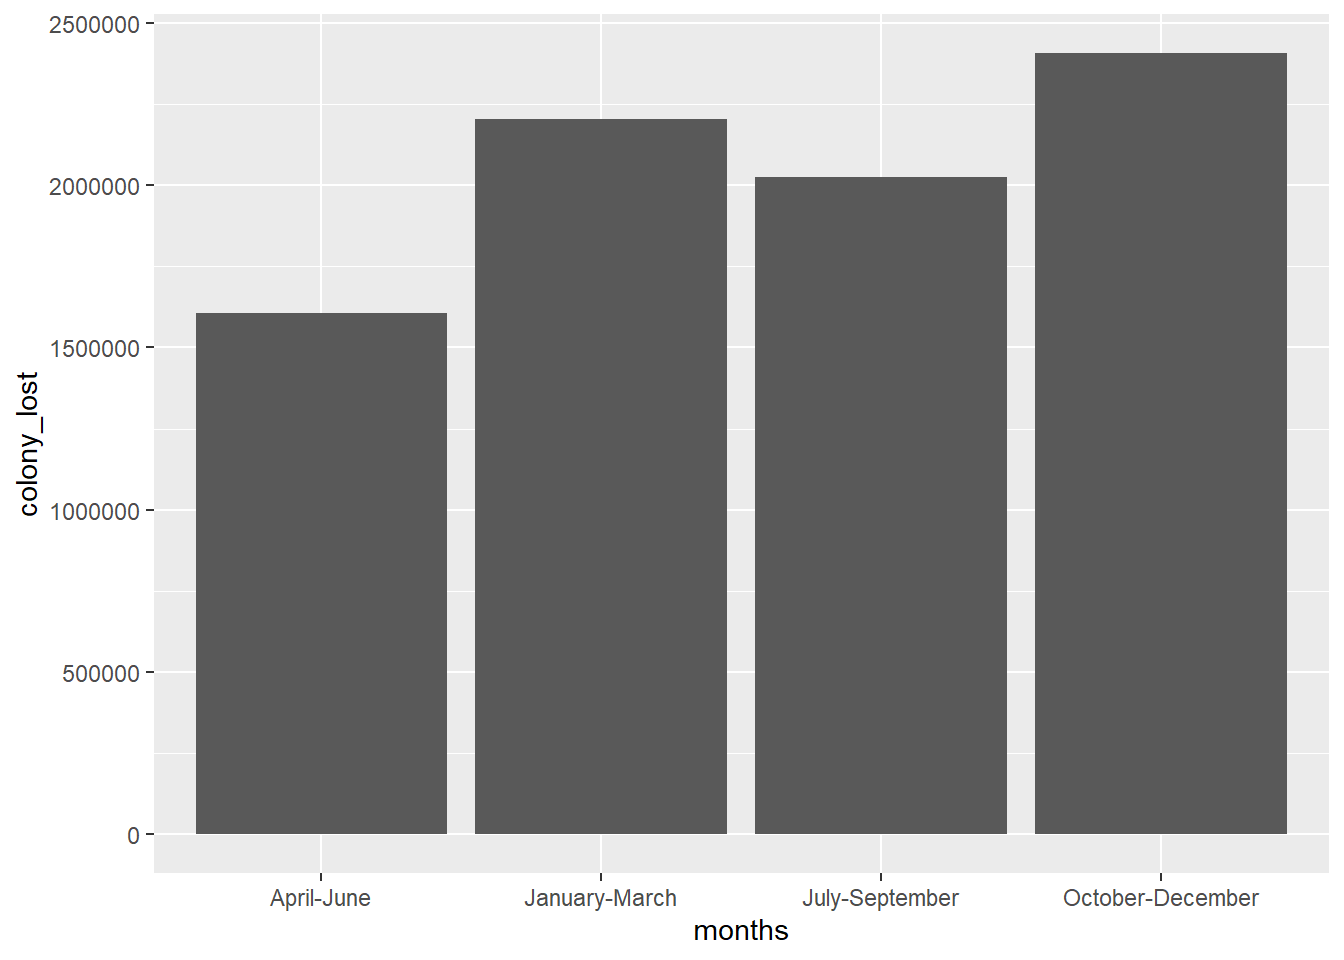 colony_lost
2500000
2000000
1500000
1000000
500000
0
April-June
January-March
July-September
October-December
months